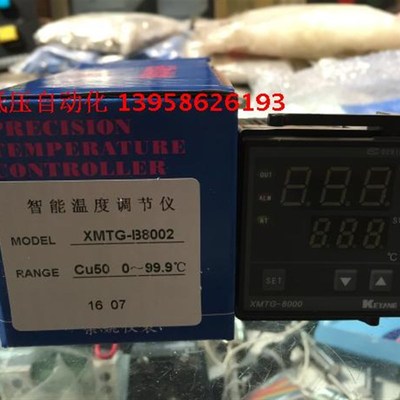 压自动化 13958626193
PRECISION
TEMPERATURE
CONTROLLER
智能温度调节仪
MODEL XMTG-B8002
RANGE Cu50 0～99.9℃
16 07
OUT
AL1
℃
SET
XMTG-8000